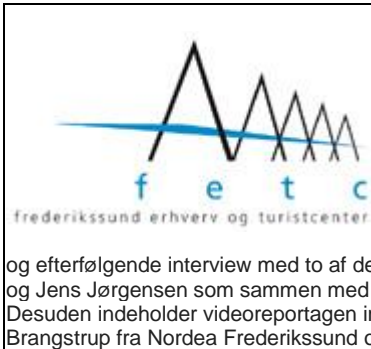 f e t c
frederikssund erhverv og turistcenter
og efterfølgende interview med to af de
og Jens Jørgensen som sammen med
Desuden indeholder videoreportagen in
Brangstrup fra Nordea Frederikssund o